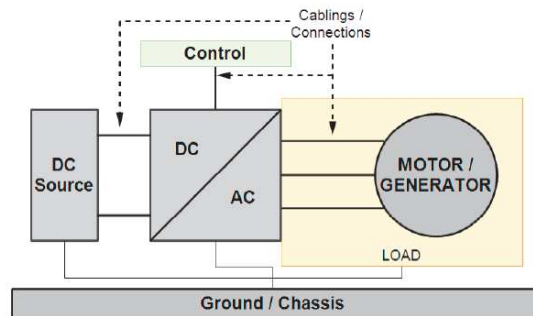 Cablings /
Connections
Control
DC
Source
DC
AC
MOTOR /
GENERATOR
LOAD
Ground / Chassis